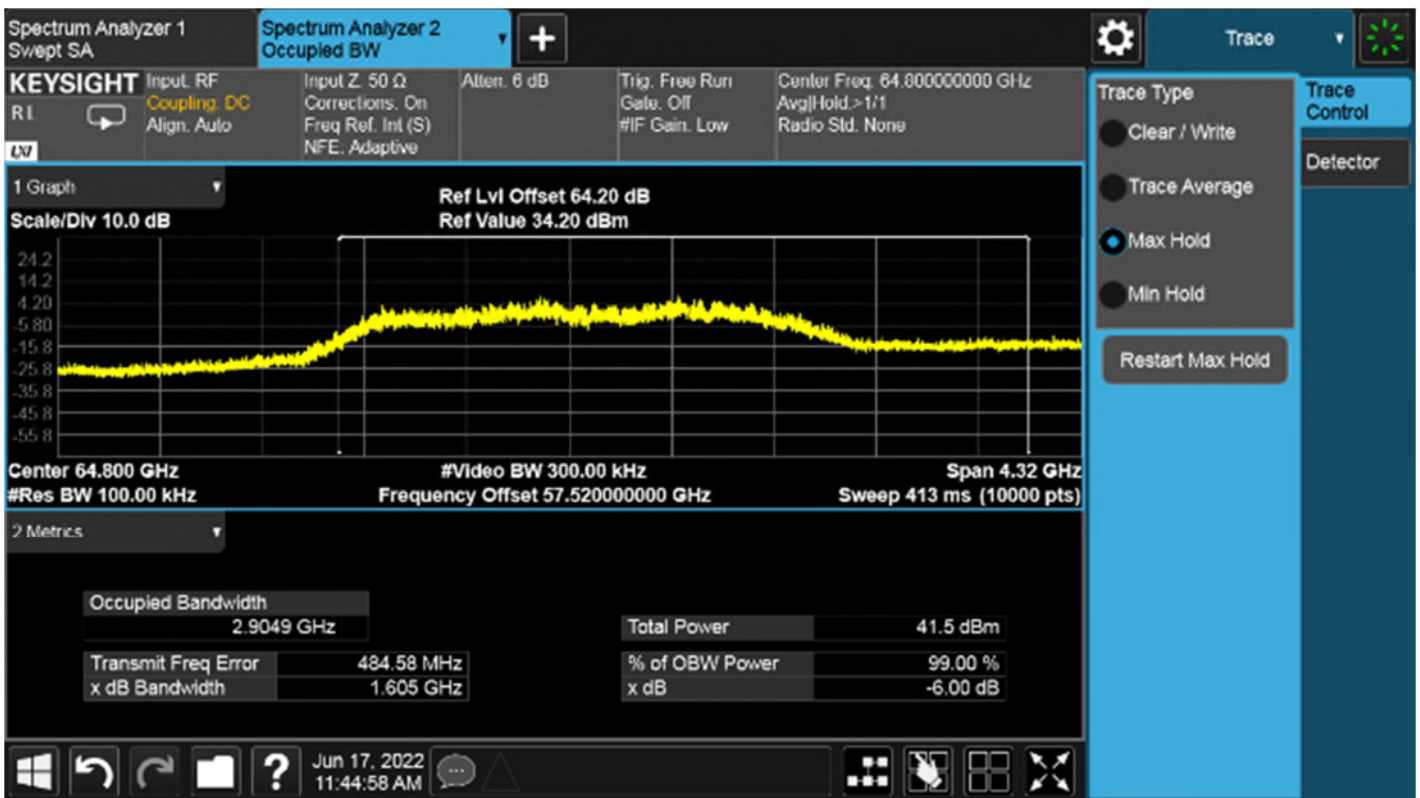 Spectrum Analyzer 1
Swept SA
Spectrum Analyzer 2
Occupied BW
Trace
KEYSIGHT
RL
LXI
Input. RF
Coupling. DC
Align. Auto
Input Z. 50 Ω
Corrections. On
Freq Ref. Int (S)
NFE. Adaptive
Atten. 6 dB
Trig. Free Run
Gate. Off
#IF Gain. Low
Center Freq. 64.800000000 GHz
Avg|Hold.>1/1
Radio Std. None
Trace Type
Clear / Write
Trace Average
Max Hold
Min Hold
Restart Max Hold
Trace
Control
Detector
1 Graph
Scale/Div 10.0 dB
Ref Lvl Offset 64.20 dB
Ref Value 34.20 dBm
24.2
14.2
4.20
-5.80
-15.8
-25.8
-35.8
-45.8
-55.8
Center 64.800 GHz
#Video BW 300.00 kHz
Span 4.32 GHz
#Res BW 100.00 kHz
Frequency Offset 57.520000000 GHz
Sweep 413 ms (10000 pts)
2 Metrics
Occupied Bandwidth
2.9049 GHz
Total Power 41.5 dBm
Transmit Freq Error 484.58 MHz
% of OBW Power 99.00 %
x dB Bandwidth 1.605 GHz
x dB -6.00 dB
?
Jun 17, 2022
11:44:58 AM